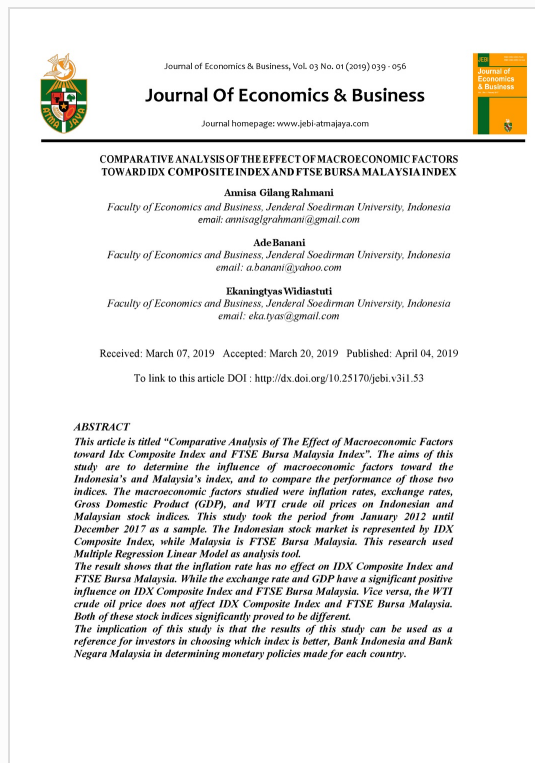 Journal of Economics & Business, Vol. 03 No. 01 (2019) 039 - 056
Journal Of Economics & Business
Journal homepage: www.jebi-atmajaya.com
ATMA JAYA
JEBI
Journal of
Economics
& Business
COMPARATIVE ANALYSIS OF THE EFFECT OF MACROECONOMIC FACTORS
TOWARD IDX COMPOSITE INDEX AND FTSE BURSA MALAYSIA INDEX
Annisa Gilang Rahmani
Faculty of Economics and Business, Jenderal Soedirman University, Indonesia
email: annisaglgrahmani@gmail.com
Ade Banani
Faculty of Economics and Business, Jenderal Soedirman University, Indonesia
email: a.banani@yahoo.com
Ekaningtyas Widiastuti
Faculty of Economics and Business, Jenderal Soedirman University, Indonesia
email: eka.tyas@gmail.com
Received: March 07, 2019 Accepted: March 20, 2019 Published: April 04, 2019
To link to this article DOI : http://dx.doi.org/10.25170/jebi.v3i1.53
ABSTRACT
This article is titled “Comparative Analysis of The Effect of Macroeconomic Factors
toward Idx Composite Index and FTSE Bursa Malaysia Index”. The aims of this
study are to determine the influence of macroeconomic factors toward the
Indonesia's and Malaysia's index, and to compare the performance of those two
indices. The macroeconomic factors studied were inflation rates, exchange rates,
Gross Domestic Product (GDP), and WTI crude oil prices on Indonesian and
Malaysian stock indices. This study took the period from January 2012 until
December 2017 as a sample. The Indonesian stock market is represented by IDX
Composite Index, while Malaysia is FTSE Bursa Malaysia. This research used
Multiple Regression Linear Model as analysis tool.
The result shows that the inflation rate has no effect on IDX Composite Index and
FTSE Bursa Malaysia. While the exchange rate and GDP have a significant positive
influence on IDX Composite Index and FTSE Bursa Malaysia. Vice versa, the WTI
crude oil price does not affect IDX Composite Index and FTSE Bursa Malaysia.
Both of these stock indices significantly proved to be different.
The implication of this study is that the results of this study can be used as a
reference for investors in choosing which index is better, Bank Indonesia and Bank
Negara Malaysia in determining monetary policies made for each country.